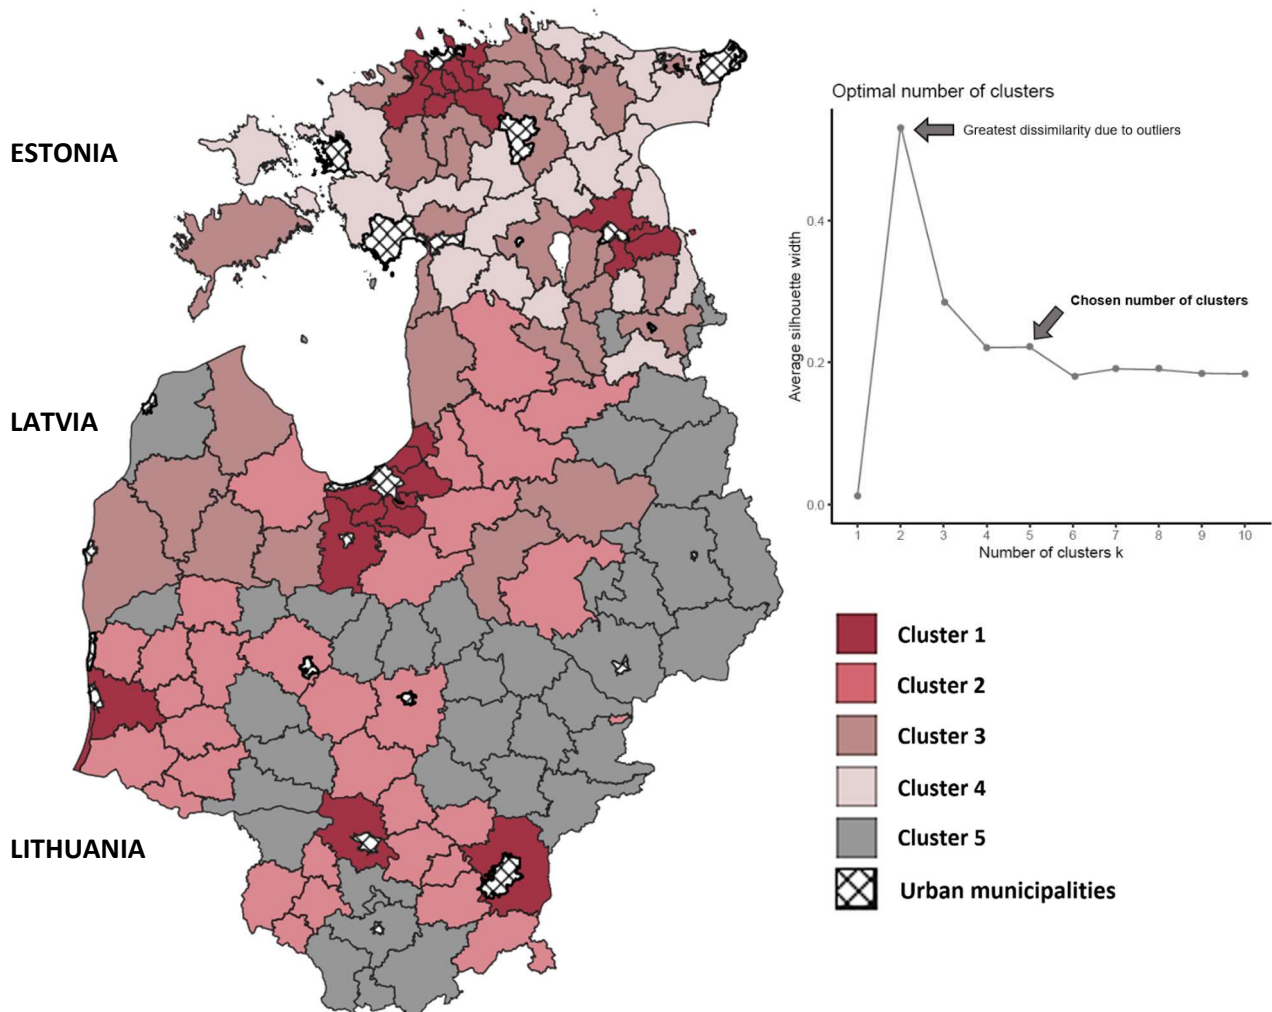 ESTONIA
LATVIA
LITHUANIA
Optimal number of clusters
Greatest dissimilarity due to outliers
Chosen number of clusters
Average silhouette width
0.4
0.2
0.0
1 2 3 4 5 6 7 8 9 10
Number of clusters k
Cluster 1
Cluster 2
Cluster 3
Cluster 4
Cluster 5
Urban municipalities